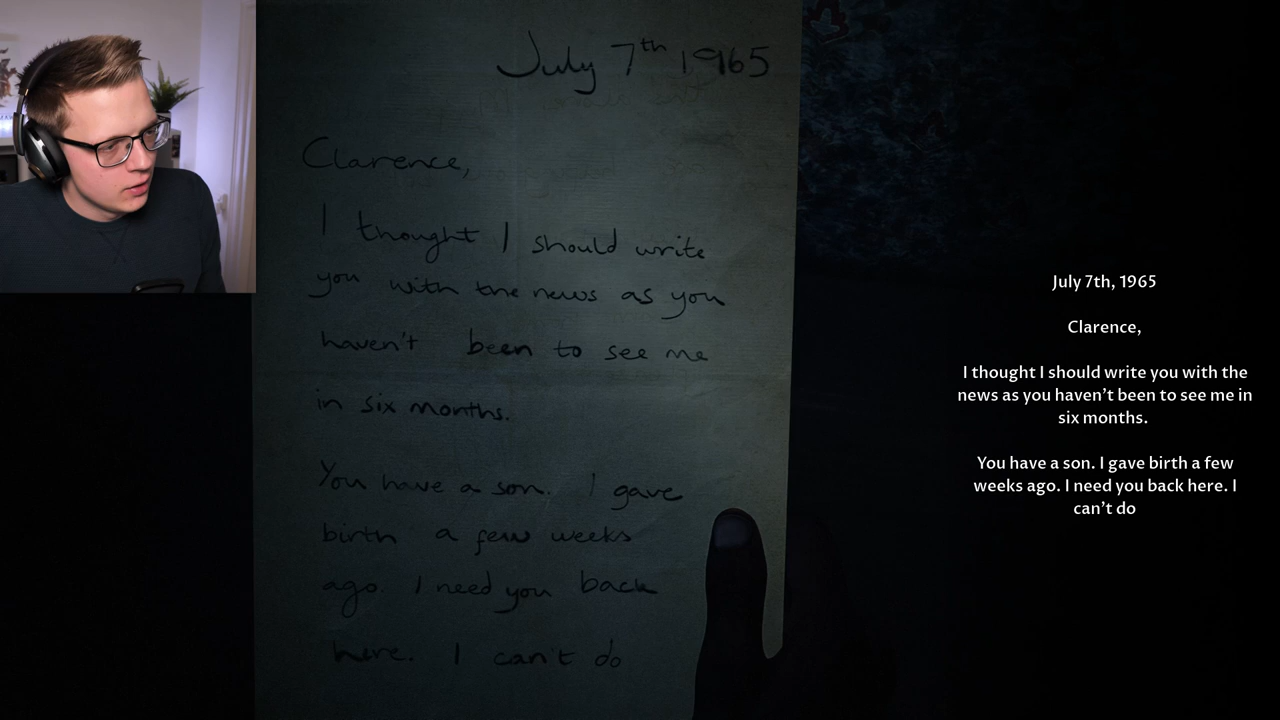 July 7th 1965
Clarence,
I thought I should write
you with the news as you
haven't been to see me
in six months.
You have a son. I gave
birth a few weeks
ago. I need you back
here. I can't do
July 7th, 1965
Clarence,
I thought I should write you with the
news as you haven't been to see me in
six months.
You have a son. I gave birth a few
weeks ago. I need you back here. I
can't do